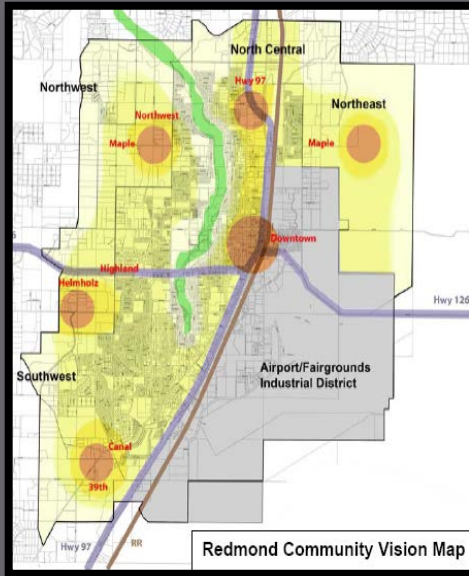 North Central
Hwy 97
Northwest
Northeast
Northwest
Maple
Maple
Downtown
Highland
Helmholz
Hwy 126
Airport/Fairgrounds
Industrial District
Southwest
Canal
39th
Hwy 97
RR
Redmond Community Vision Map